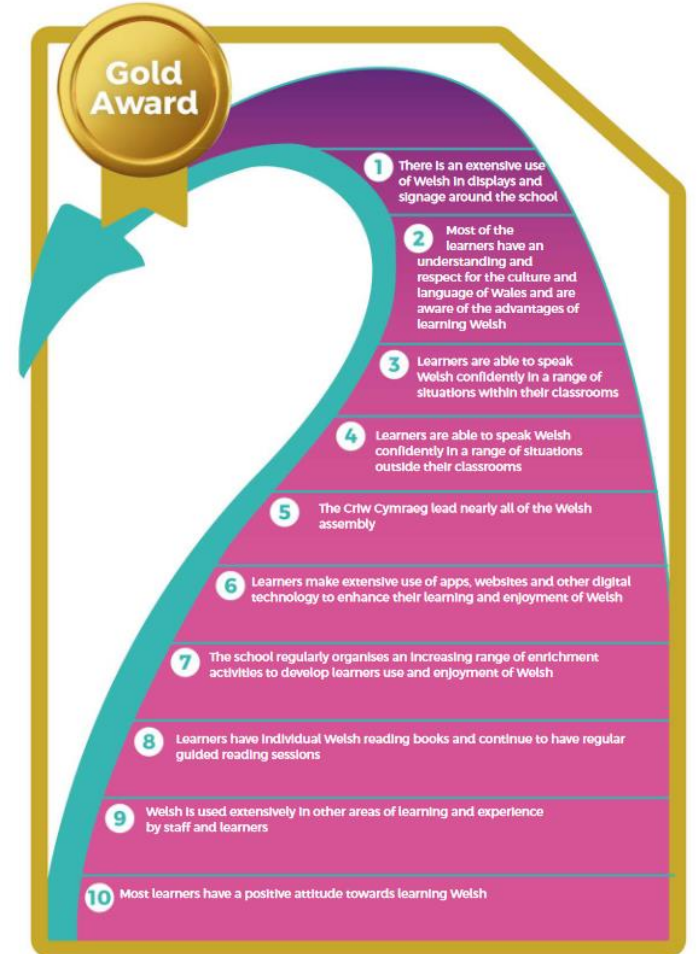 Gold
Award
1
There is an extensive use
of Welsh in displays and
signage around the school
2
Most of the
learners have an
understanding and
respect for the culture and
language of Wales and are
aware of the advantages of
learning Welsh
3
Learners are able to speak
Welsh confidently in a range of
situations within their classrooms
4
Learners are able to speak Welsh
confidently in a range of situations
outside their classrooms
5
The Criw Cymraeg lead nearly all of the Welsh
assembly
6
Learners make extensive use of apps, websites and other digital
technology to enhance their learning and enjoyment of Welsh
7
The school regularly organises an increasing range of enrichment
activities to develop learners use and enjoyment of Welsh
8
Learners have individual Welsh reading books and continue to have regular
guided reading sessions
9
Welsh is used extensively in other areas of learning and experience
by staff and learners
10
Most learners have a positive attitude towards learning Welsh